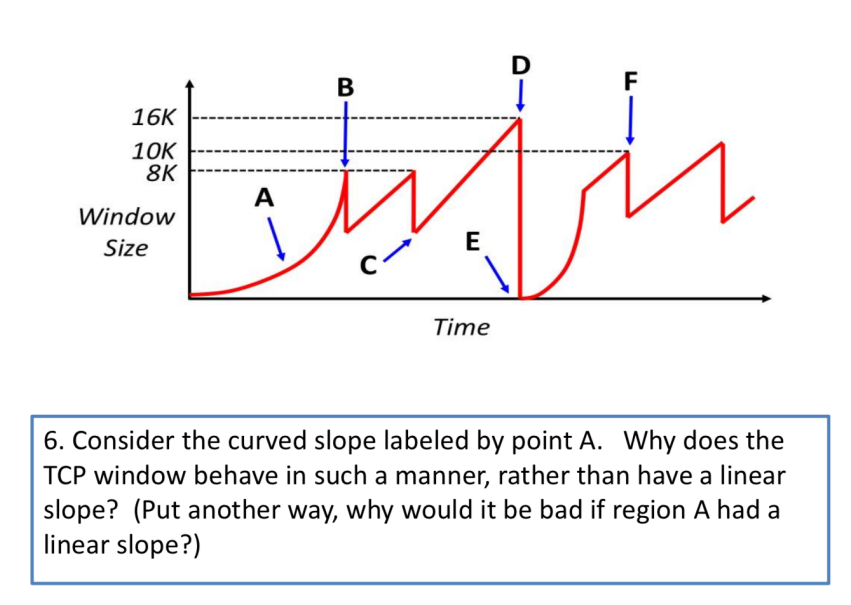 D
B
F
16K
10K
8K
A
Window
Size
E
C
Time
6. Consider the curved slope labeled by point A. Why does the
TCP window behave in such a manner, rather than have a linear
slope? (Put another way, why would it be bad if region A had a
linear slope?)